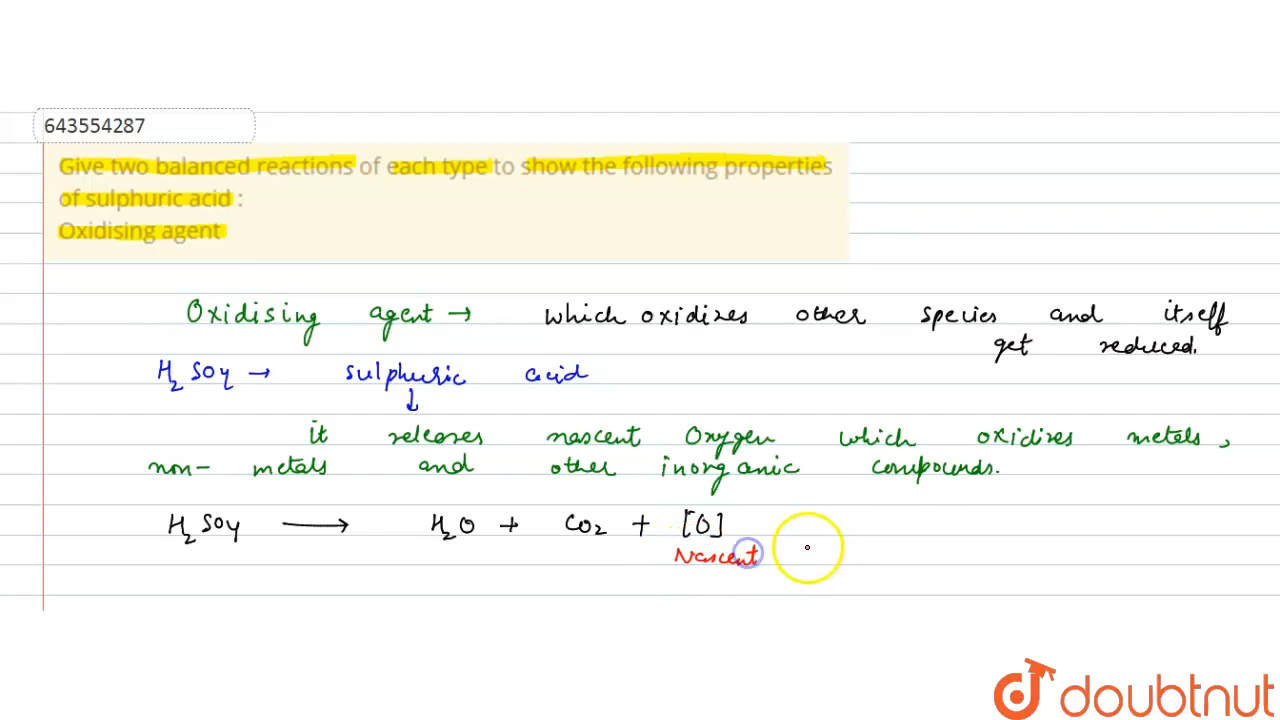 643554287
Give two balanced reactions of each type to show the following properties
of sulphuric acid :
Oxidising agent
Oxidising agent → which oxidizes other species and itself
get reduced.
H2SO4 → sulphuric acid
↓
it releases nascent Oxygen which oxidizes metals,
non- metals and other inorganic compounds.
H2SO4 → H2O + CO2 + [O]
Nascent
doubtnut